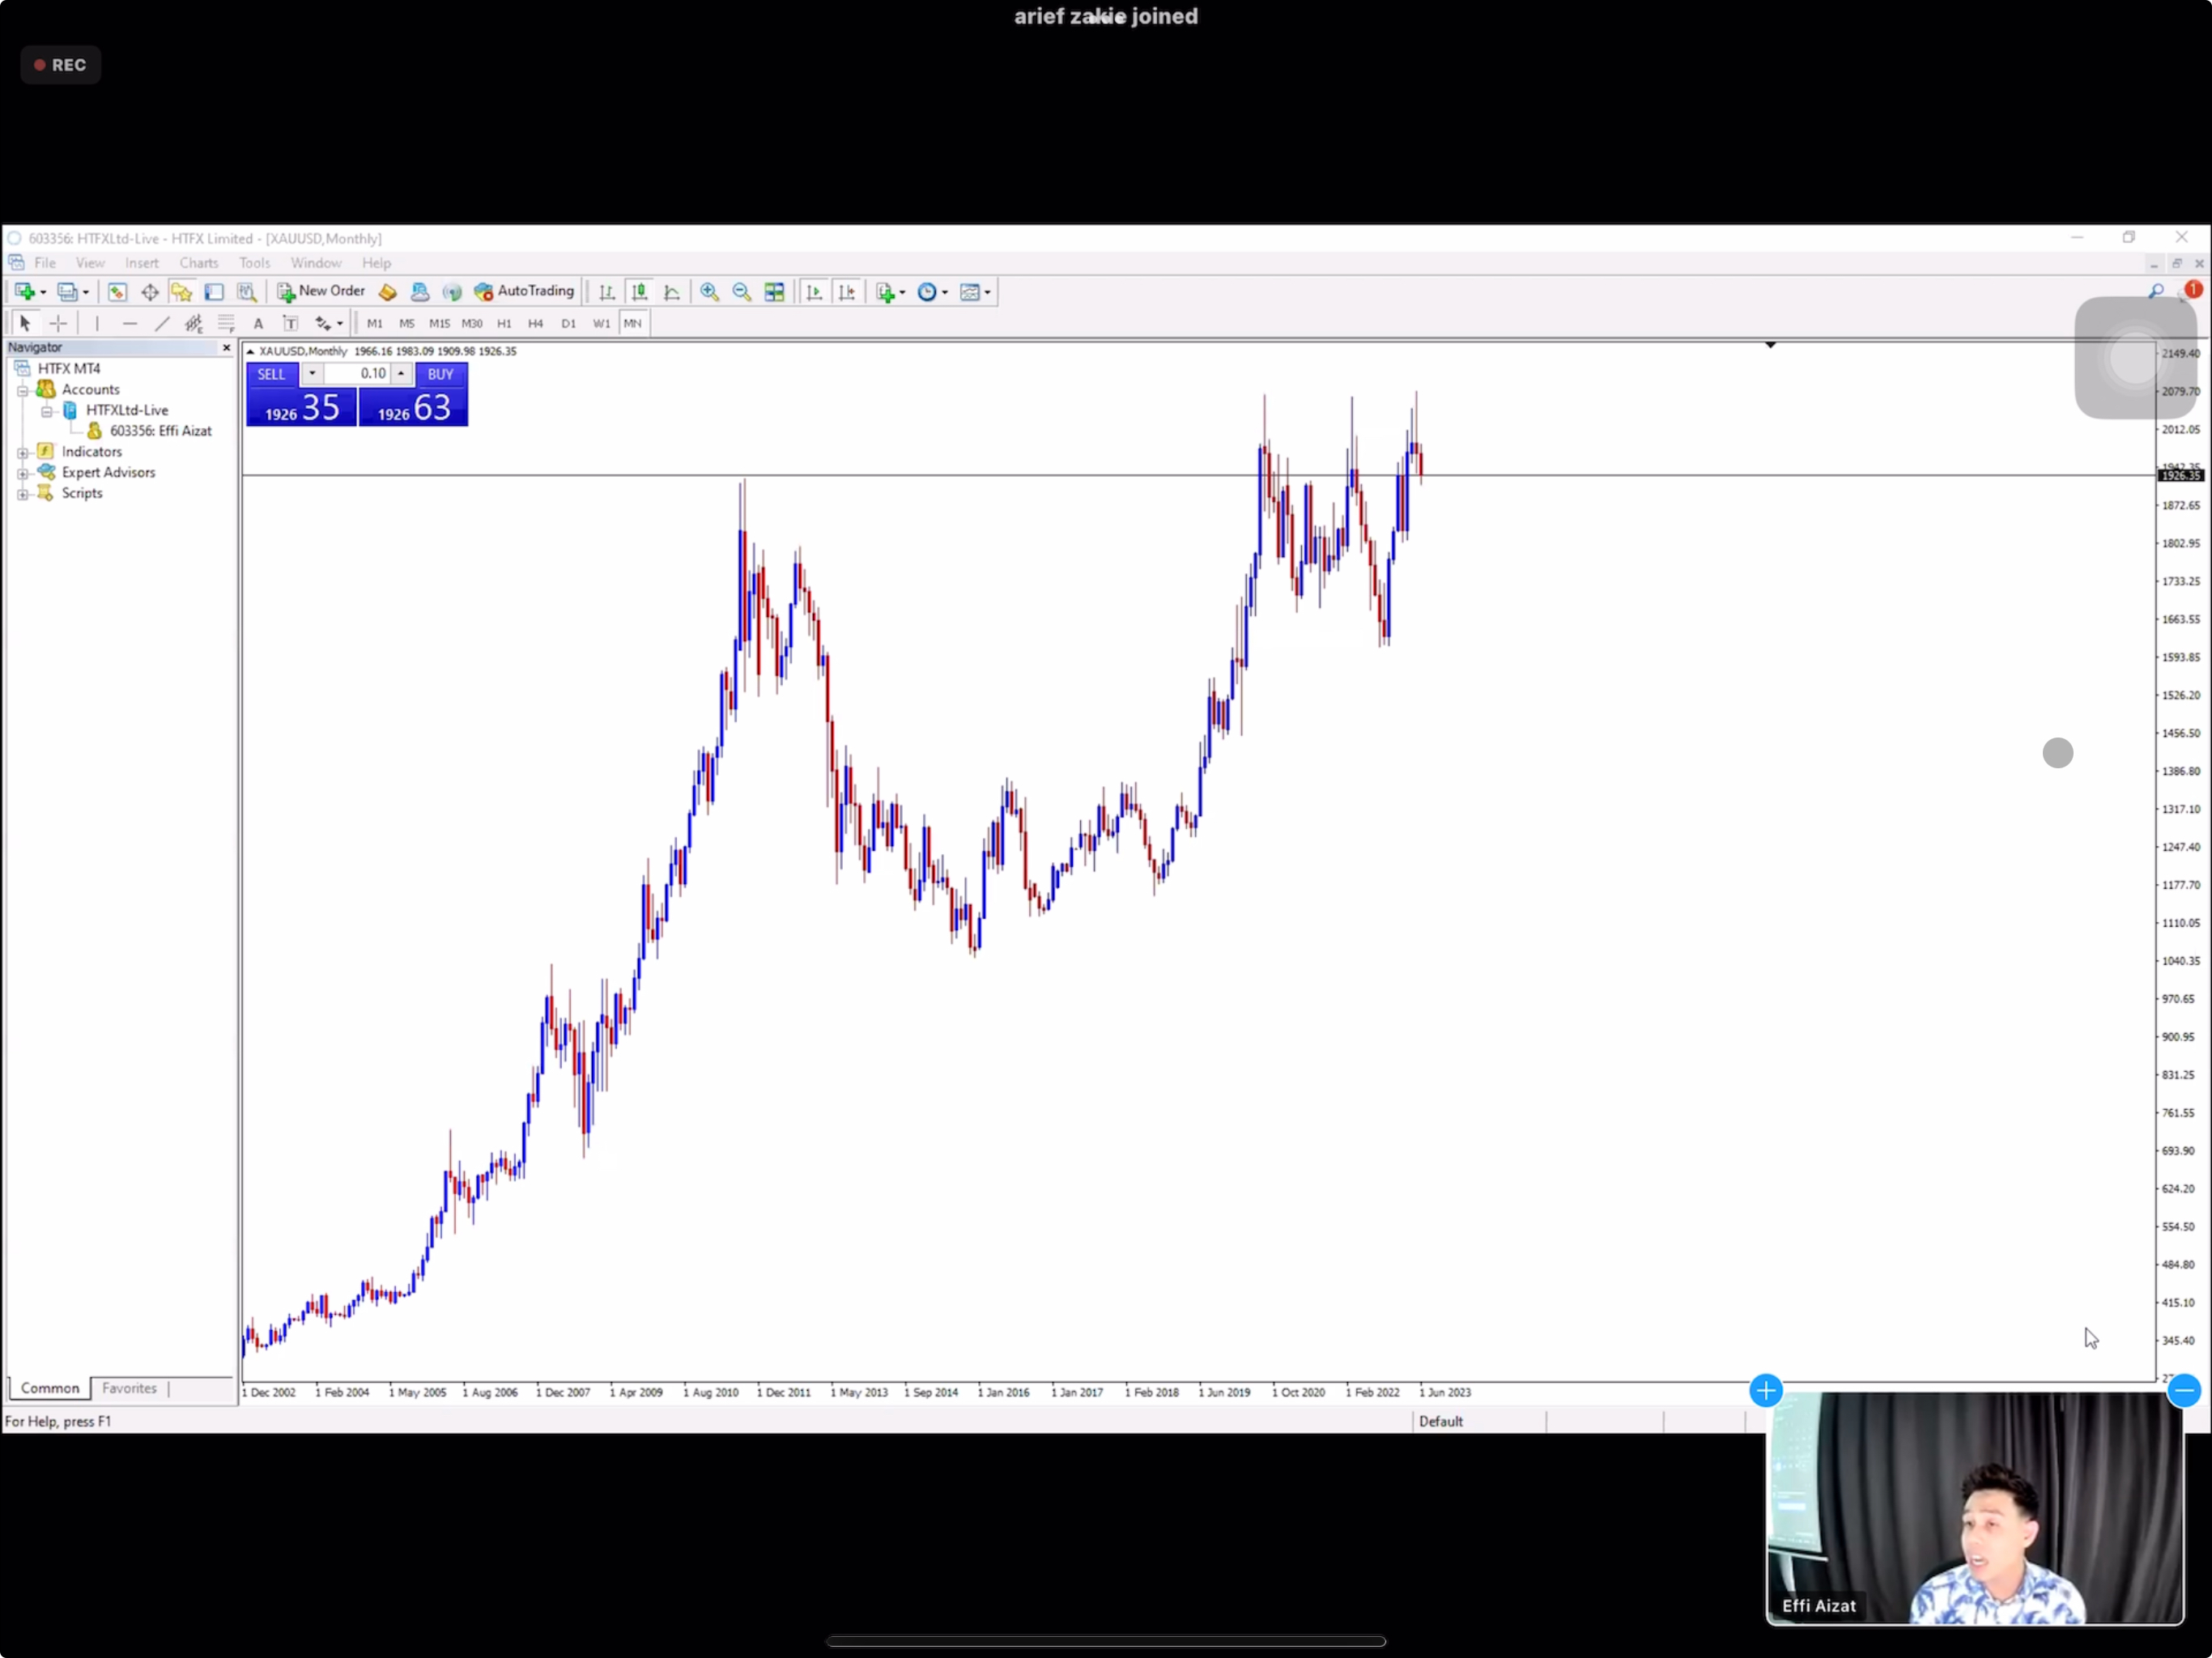 arief zakie joined
REC
603356: HTFXLtd-Live - HTFX Limited - [XAUUSD,Monthly]
File View Insert Charts Tools Window Help
New Order AutoTrading
1
A T M1 M5 M15 M30 H1 H4 D1 W1 MN
Navigator
HTFX MT4
Accounts
HTFXLtd-Live
603356: Effi Aizat
Indicators
Expert Advisors
Scripts
Common Favorites
XAUUSD,Monthly 1966.16 1983.09 1909.98 1926.35
SELL 0.10 BUY
1926 35 1926 63
2149.40
2079.70
2012.05
1942.35
1926.35
1872.65
1802.95
1733.25
1663.55
1593.85
1526.20
1456.50
1386.80
1317.10
1247.40
1177.70
1110.05
1040.35
970.65
900.95
831.25
761.55
693.90
624.20
554.50
484.80
415.10
345.40
1 Dec 2002 1 Feb 2004 1 May 2005 1 Aug 2006 1 Dec 2007 1 Apr 2009 1 Aug 2010 1 Dec 2011 1 May 2013 1 Sep 2014 1 Jan 2016 1 Jan 2017 1 Feb 2018 1 Jun 2019 1 Oct 2020 1 Feb 2022 1 Jun 2023
For Help, press F1 Default
Effi Aizat